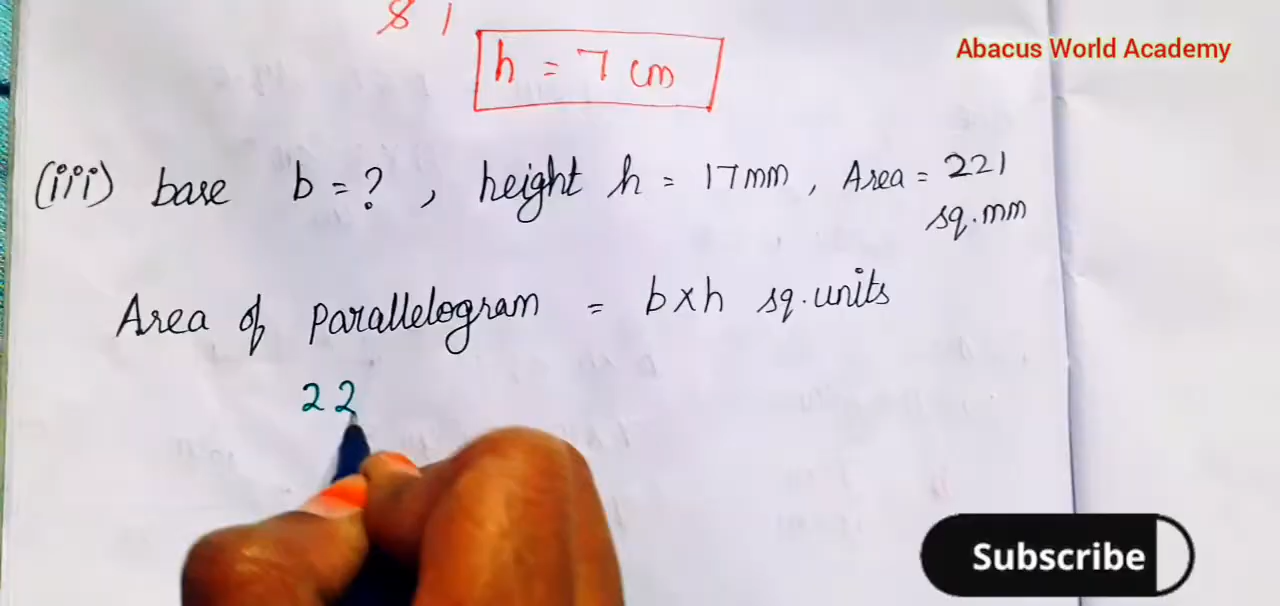 8 1
h = 7 cm
Abacus World Academy
(iii) base b = ? , height h = 17mm , Area = 221
sq.mm
Area of parallelogram = b×h sq.units
22
Subscribe